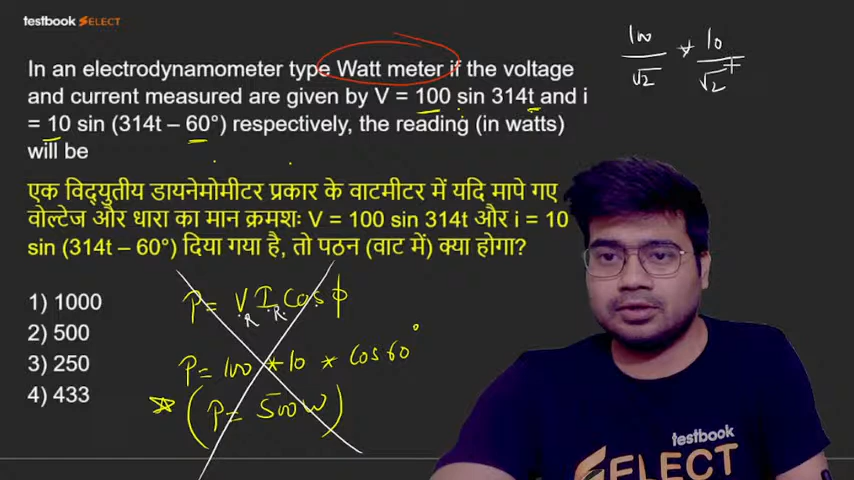 testbook SELECT
In an electrodynamometer type Watt meter if the voltage
and current measured are given by V = 100 sin 314t and i
= 10 sin (314t – 60°) respectively, the reading (in watts)
will be
एक विद्युतीय डायनेमोमीटर प्रकार के वाटमीटर में यदि मापे गए
वोल्टेज और धारा का मान क्रमशः V = 100 sin 314t और i = 10
sin (314t – 60°) दिया गया है, तो पठन (वाट में) क्या होगा?
1) 1000
2) 500
3) 250
4) 433
100/√2 * 10/√2
P = V_R I_R Cos ϕ
P = 100 * 10 * Cos 60°
(P = 500 W)
testbook
SELECT